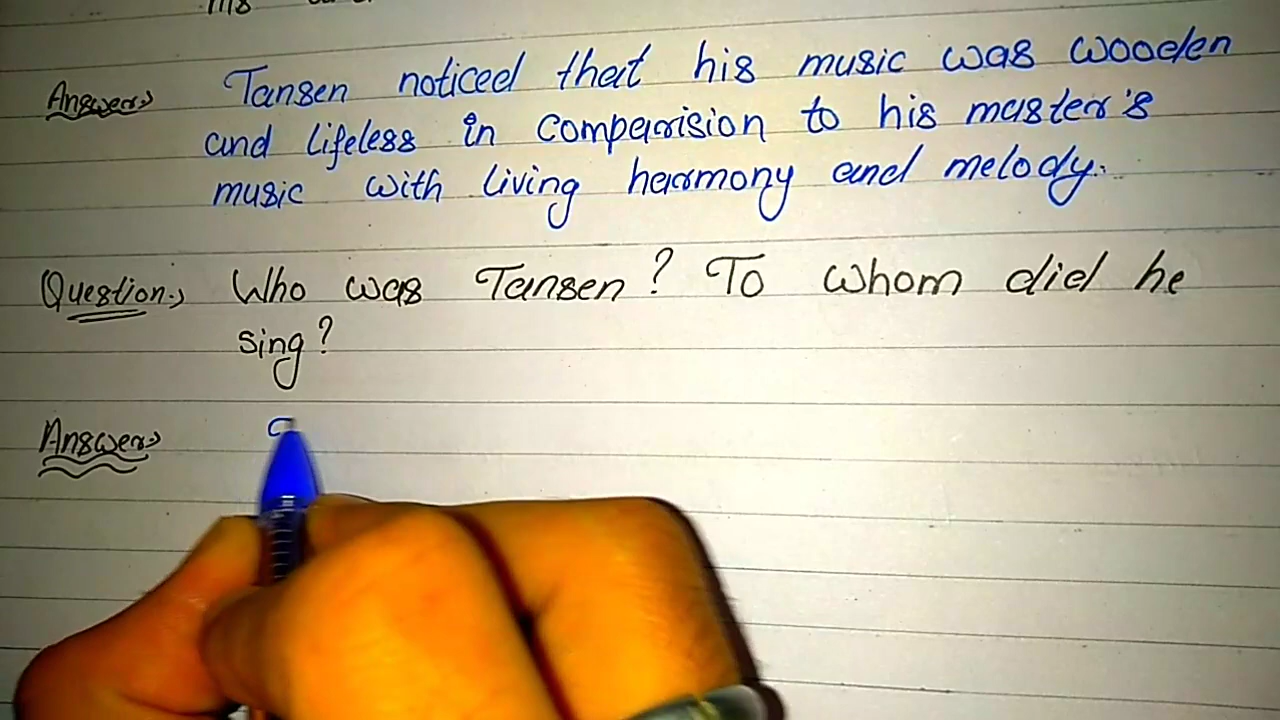 Answer:
Tansen noticed that his music was wooden
and lifeless in comparision to his master's
music with living harmony and melody.
Question:, Who was Tansen? To whom did he
sing?
Answer: